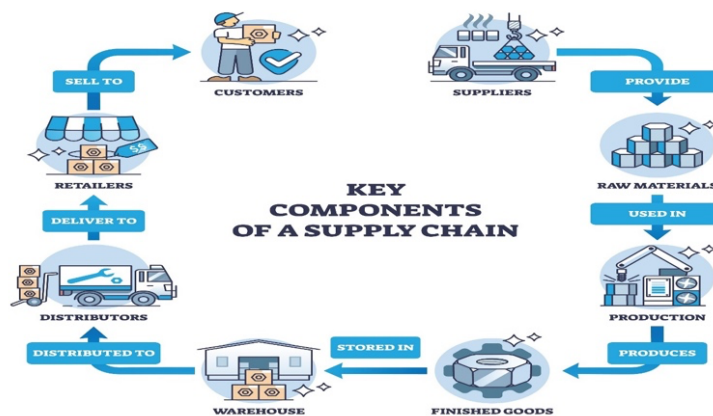 KEY
COMPONENTS
OF A SUPPLY CHAIN
SUPPLIERS
PROVIDE
RAW MATERIALS
USED IN
PRODUCTION
PRODUCES
FINISHED GOODS
STORED IN
WAREHOUSE
DISTRIBUTED TO
DISTRIBUTORS
DELIVER TO
RETAILERS
$$
SELL TO
CUSTOMERS